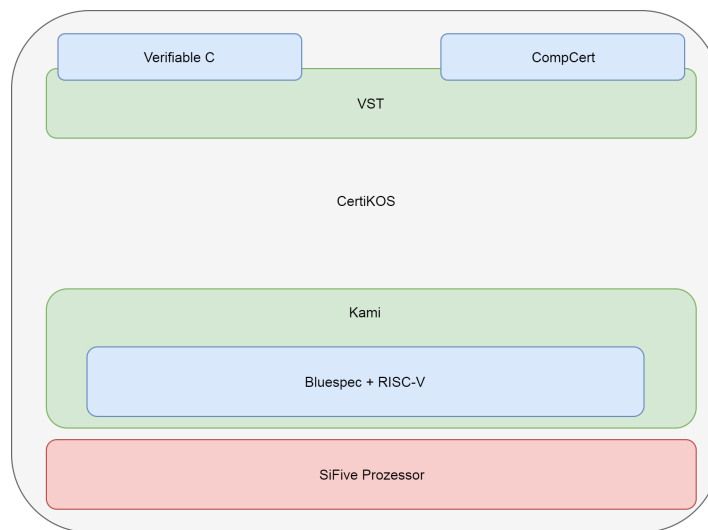 Verifiable C
CompCert
VST
CertiKOS
Kami
Bluespec + RISC-V
SiFive Prozessor